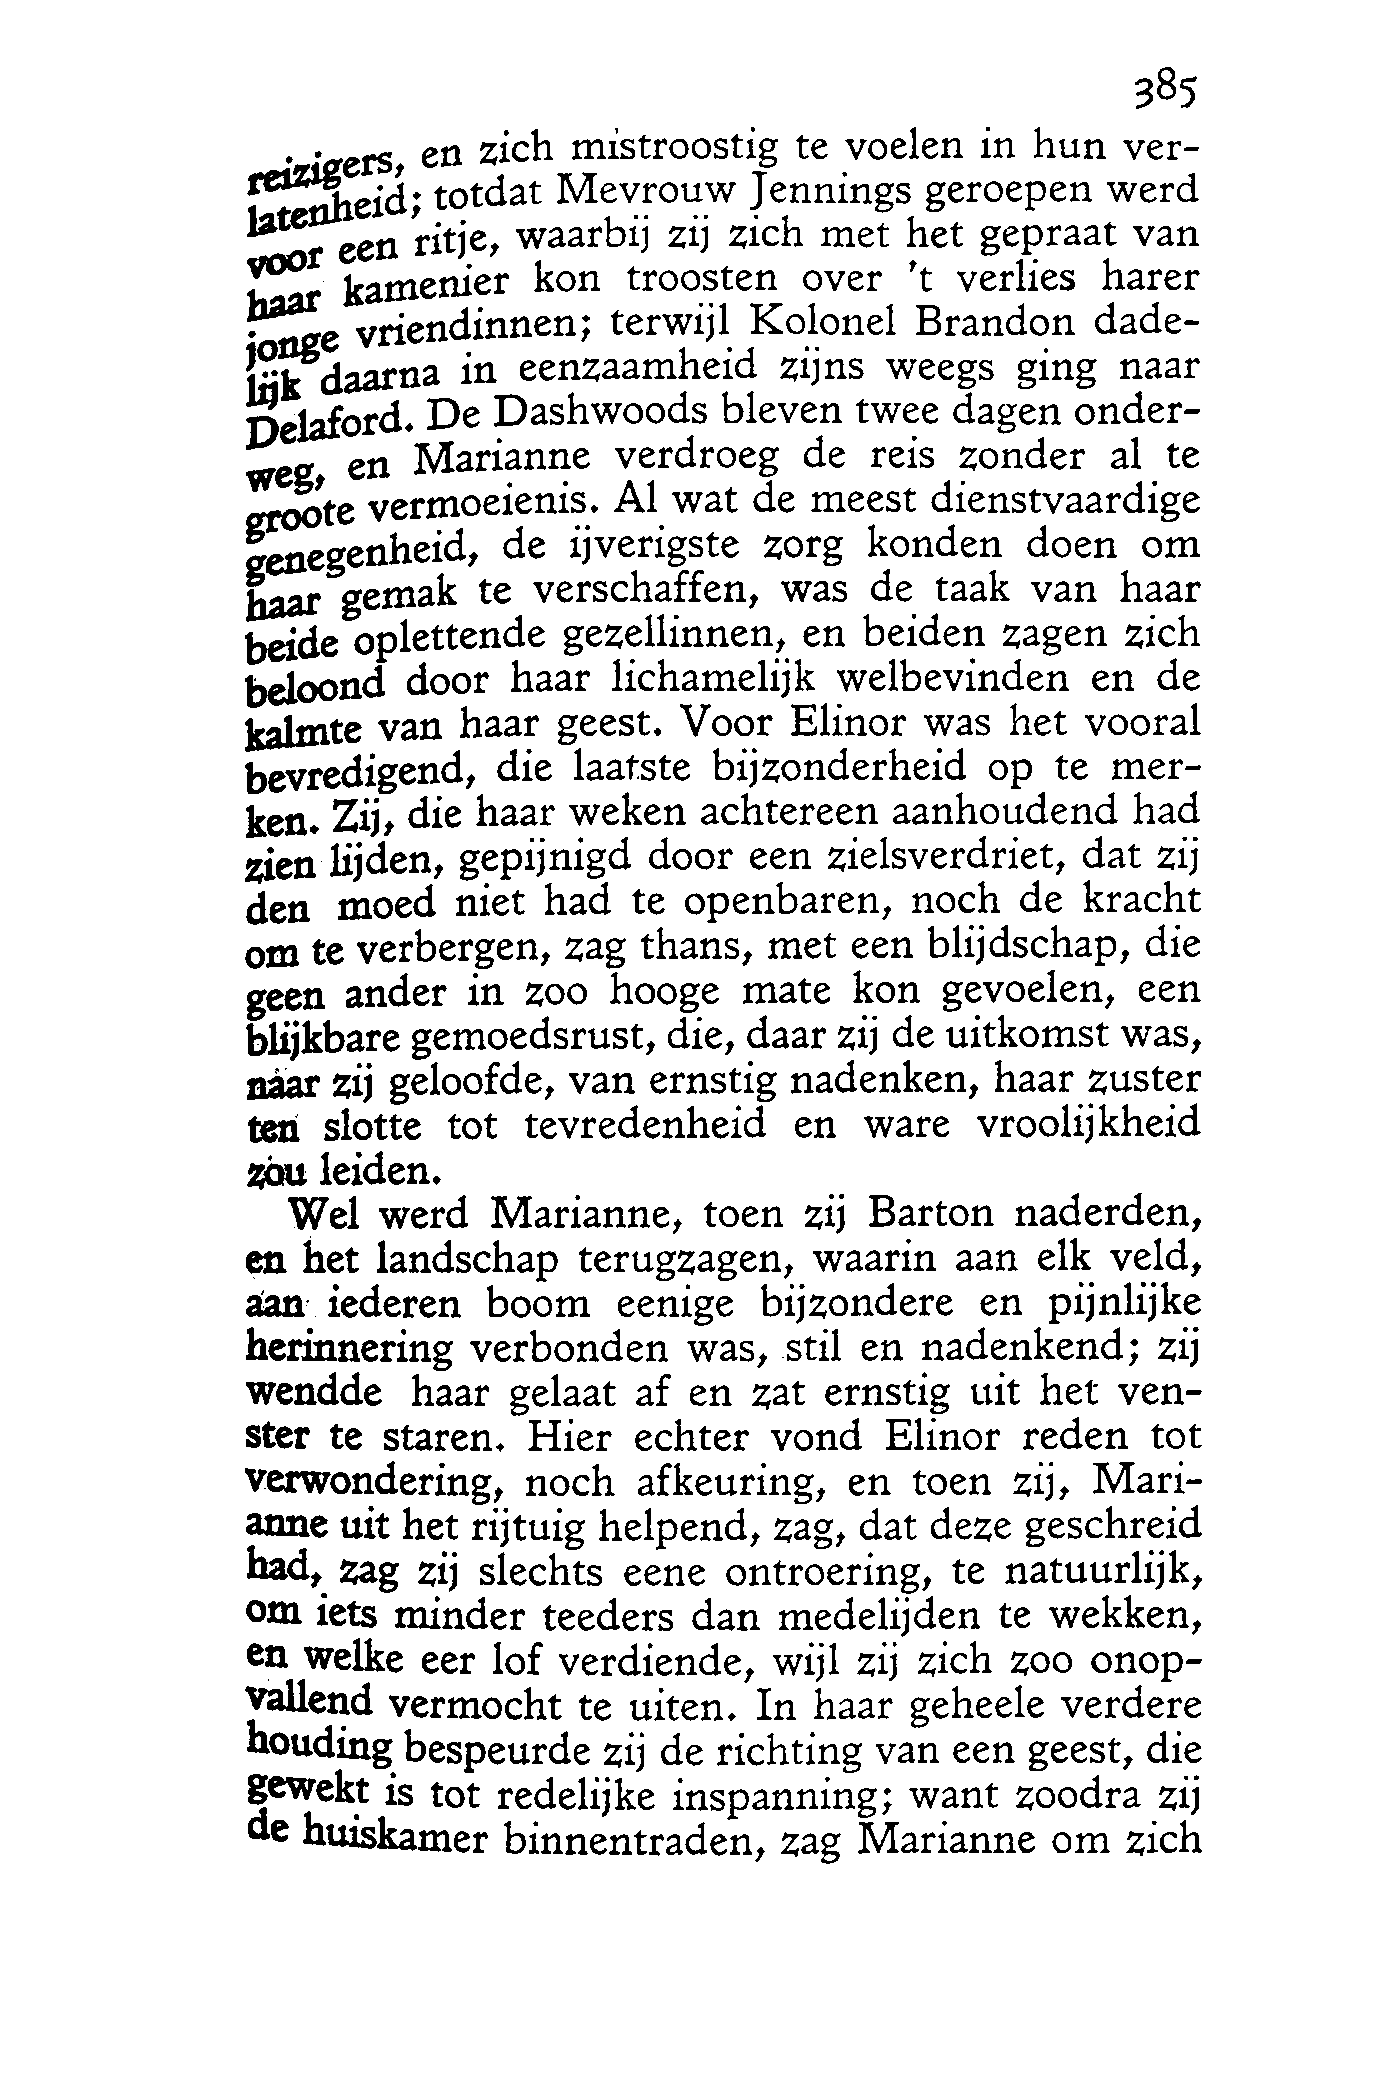 385
reizigers, en zich mistroostig te voelen in hun ver-
latenheid; totdat Mevrouw Jennings geroepen werd
voor een ritje, waarbij zij zich met het gepraat van
haar kamenier kon troosten over 't verlies harer
jonge vriendinnen; terwijl Kolonel Brandon dade-
lijk daarna in eenzaamheid zijns weegs ging naar
Delaford. De Dashwoods bleven twee dagen onder-
weg, en Marianne verdroeg de reis zonder al te
groote vermoeienis. Al wat de meest dienstvaardige
genegenheid, de ijverigste zorg konden doen om
haar gemak te verschaffen, was de taak van haar
beide oplettende gezellinnen, en beiden zagen zich
beloond door haar lichamelijk welbevinden en de
kalmte van haar geest. Voor Elinor was het vooral
bevredigend, die laatste bijzonderheid op te mer-
ken. Zij, die haar weken achtereen aanhoudend had
zien lijden, gepijnigd door een zielsverdriet, dat zij
den moed niet had te openbaren, noch de kracht
om te verbergen, zag thans, met een blijdschap, die
geen ander in zoo hooge mate kon gevoelen, een
blijkbare gemoedsrust, die, daar zij de uitkomst was,
naar zij geloofde, van ernstig nadenken, haar zuster
ten slotte tot tevredenheid en ware vroolijkheid
zou leiden.
Wel werd Marianne, toen zij Barton naderden,
en het landschap terugzagen, waarin aan elk veld,
aan iederen boom eenige bijzondere en pijnlijke
herinnering verbonden was, stil en nadenkend; zij
wendde haar gelaat af en zat ernstig uit het ven-
ster te staren. Hier echter vond Elinor reden tot
verwondering, noch afkeuring, en toen zij, Mari-
anne uit het rijtuig helpend, zag, dat deze geschreid
had, zag zij slechts eene ontroering, te natuurlijk,
om iets minder teeders dan medelijden te wekken,
en welke eer lof verdiende, wijl zij zich zoo onop-
vallend vermocht te uiten. In haar geheele verdere
houding bespeurde zij de richting van een geest, die
gewekt is tot redelijke inspanning; want zoodra zij
de huiskamer binnentraden, zag Marianne om zich